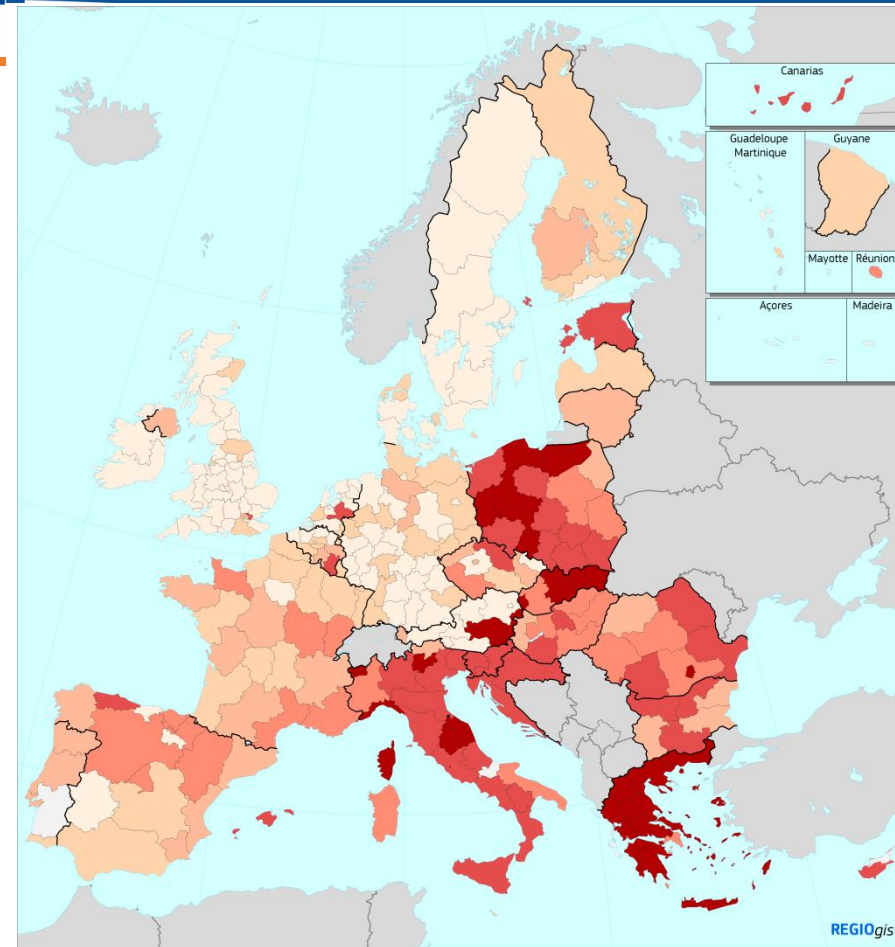 Canarias
Guadeloupe
Martinique
Guyane
Mayotte
Réunion
Açores
Madeira
REGIOgis